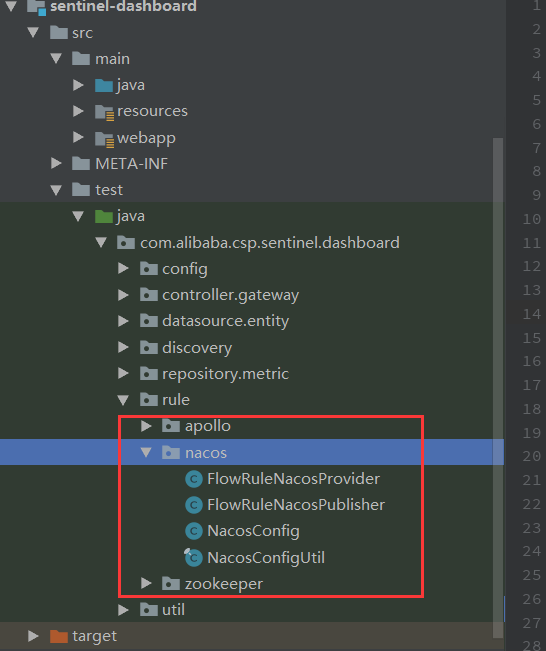 sentinel-dashboard
src
main
java
resources
webapp
META-INF
test
java
com.alibaba.csp.sentinel.dashboard
config
controller.gateway
datasource.entity
discovery
repository.metric
rule
apollo
nacos
FlowRuleNacosProvider
FlowRuleNacosPublisher
NacosConfig
NacosConfigUtil
zookeeper
util
target
1
2
3
4
5
6
7
8
9
10
11
12
13
14
15
16
17
18
19
20
21
22
23
24
25
26
27
28